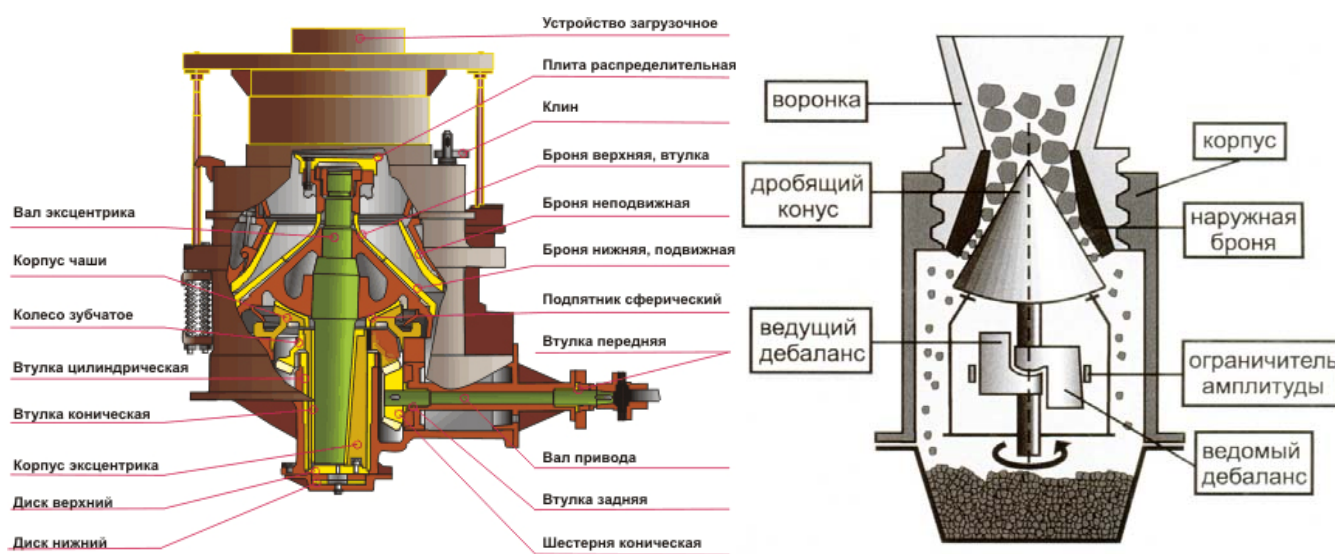 Устройство загрузочное
Плита распределительная
Клин
Броня верхняя, втулка
Броня неподвижная
Броня нижняя, подвижная
Подпятник сферический
Втулка передняя
Вал привода
Втулка задняя
Шестерня коническая
Вал эксцентрика
Корпус чаши
Колесо зубчатое
Втулка цилиндрическая
Втулка коническая
Корпус эксцентрика
Диск верхний
Диск нижний
воронка
дробящий
конус
ведущий
дебаланс
корпус
наружная
броня
ограничитель
амплитуды
ведомый
дебаланс